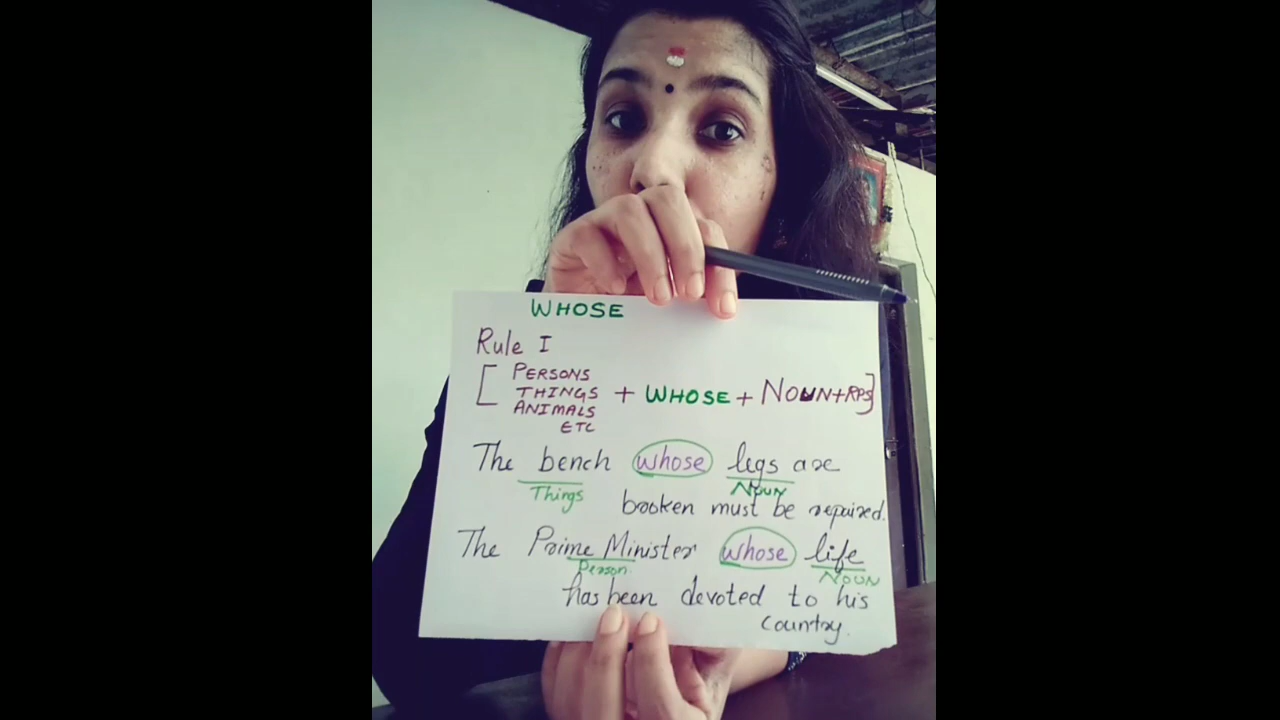 WHOSE
Rule I
[ PERSONS
THINGS + WHOSE + NOUN+RPS]
ANIMALS
ETC
The bench whose legs are
Things NOUN
broken must be repaired.
The Prime Minister whose life
Person. NOUN
has been devoted to his
Country.